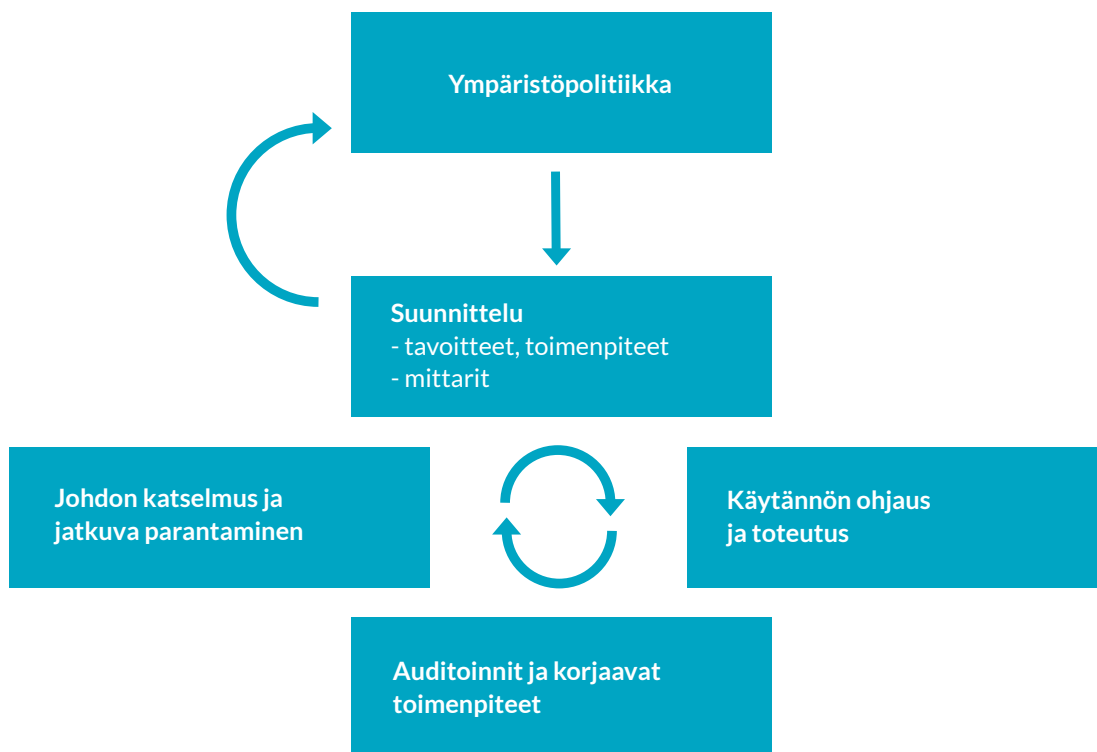 Ympäristöpolitiikka
Suunnittelu
- tavoitteet, toimenpiteet
- mittarit
Johdon katselmus ja
jatkuva parantaminen
Käytännön ohjaus
ja toteutus
Auditoinnit ja korjaavat
toimenpiteet